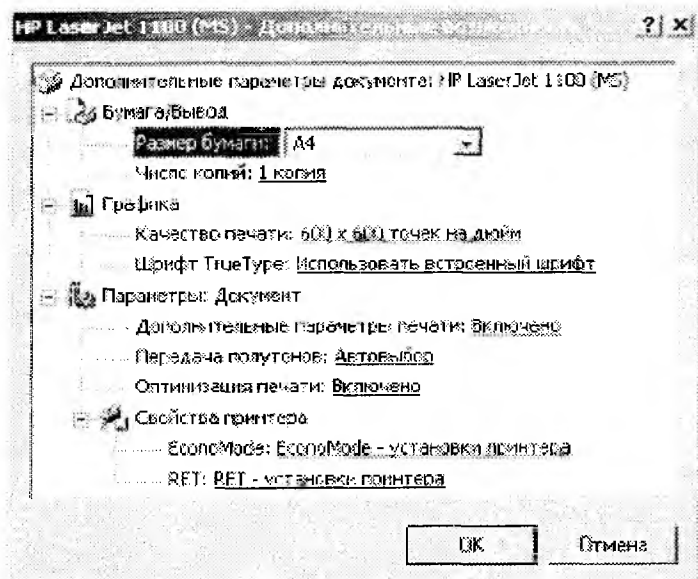 HP LaserJet 1100 (MS) - Дополнительные
Дополнительные параметры документа: HP LaserJet 1100 (MS)
Бумага/Вывод
Размер бумаги: A4
Число копий: 1 копия
Графика
Качество печати: 600 x 600 точек на дюйм
Шрифт TrueType: Использовать встроенный шрифт
Параметры: Документ
Дополнительные параметры печати: Включено
Передача полутонов: Автовыбор
Оптимизация печати: Включено
Свойства принтера
EconoMode: EconoMode - установки принтера
RET: RET - установки принтера
OK
Отмена